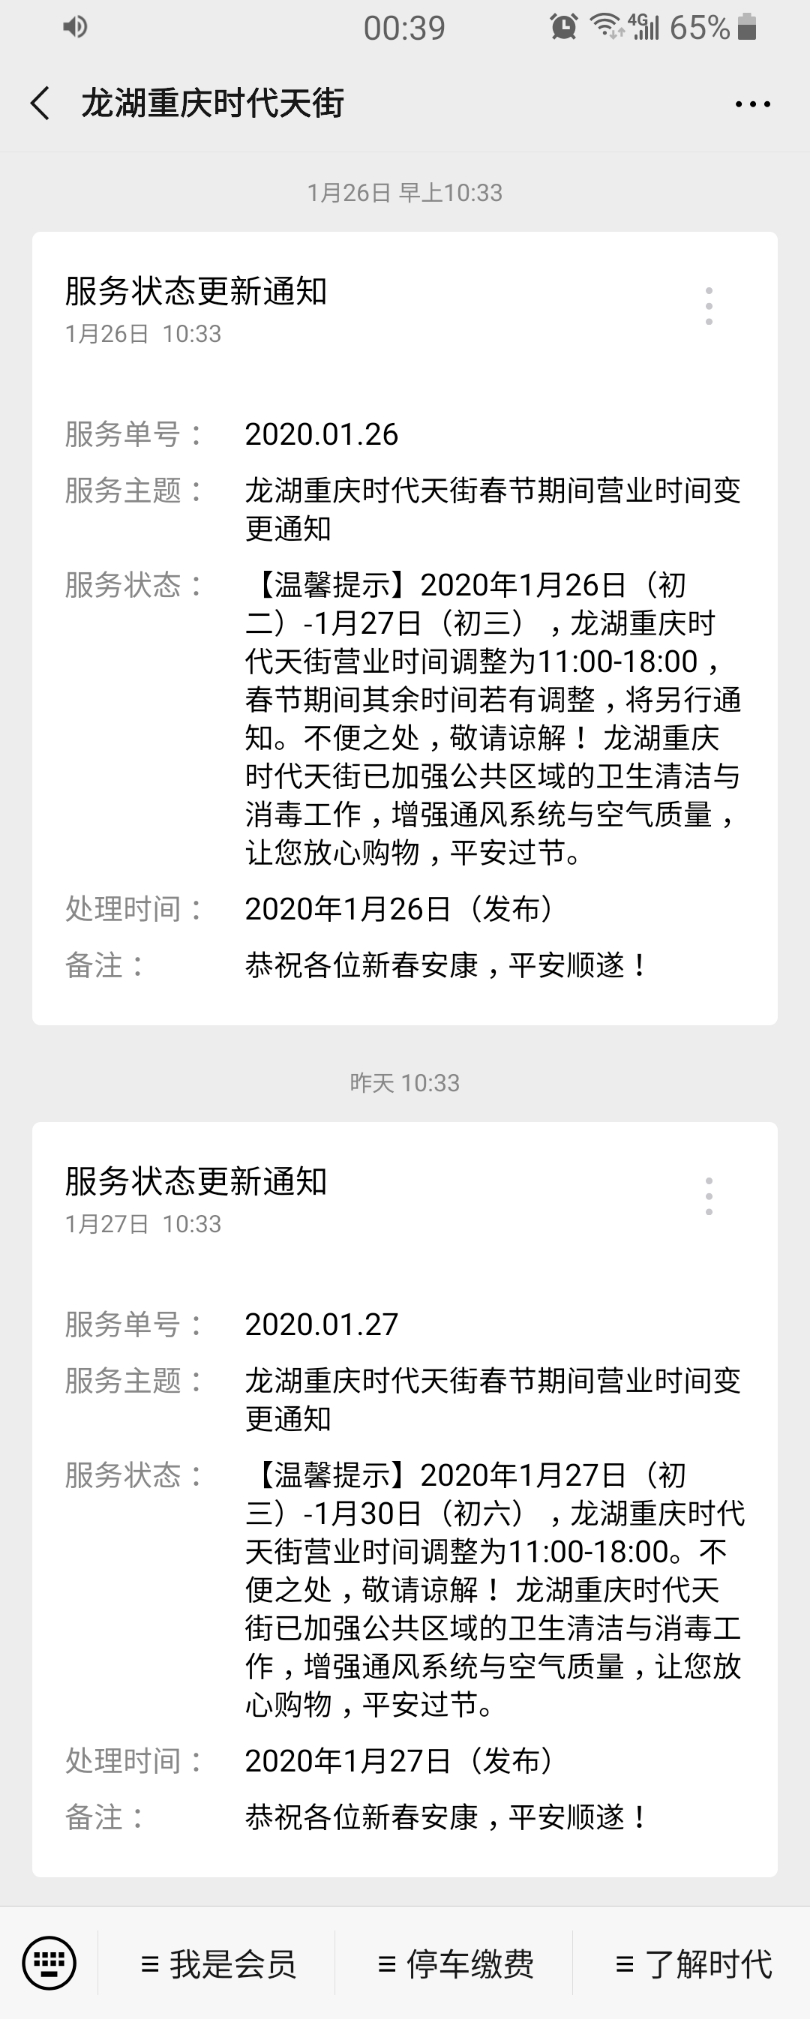 00:39
4G
65%
龙湖重庆时代天街
1月26日 早上10:33
服务状态更新通知
1月26日 10:33
服务单号：
2020.01.26
服务主题：
龙湖重庆时代天街春节期间营业时间变
更通知
服务状态：
【温馨提示】2020年1月26日（初
二）-1月27日（初三），龙湖重庆时
代天街营业时间调整为11:00-18:00，
春节期间其余时间若有调整，将另行通
知。不便之处，敬请谅解！ 龙湖重庆
时代天街已加强公共区域的卫生清洁与
消毒工作，增强通风系统与空气质量，
让您放心购物，平安过节。
处理时间：
2020年1月26日（发布）
备注：
恭祝各位新春安康，平安顺遂！
昨天 10:33
服务状态更新通知
1月27日 10:33
服务单号：
2020.01.27
服务主题：
龙湖重庆时代天街春节期间营业时间变
更通知
服务状态：
【温馨提示】2020年1月27日（初
三）-1月30日（初六），龙湖重庆时代
天街营业时间调整为11:00-18:00。不
便之处，敬请谅解！ 龙湖重庆时代天
街已加强公共区域的卫生清洁与消毒工
作，增强通风系统与空气质量，让您放
心购物，平安过节。
处理时间：
2020年1月27日（发布）
备注：
恭祝各位新春安康，平安顺遂！
我是会员
停车缴费
了解时代